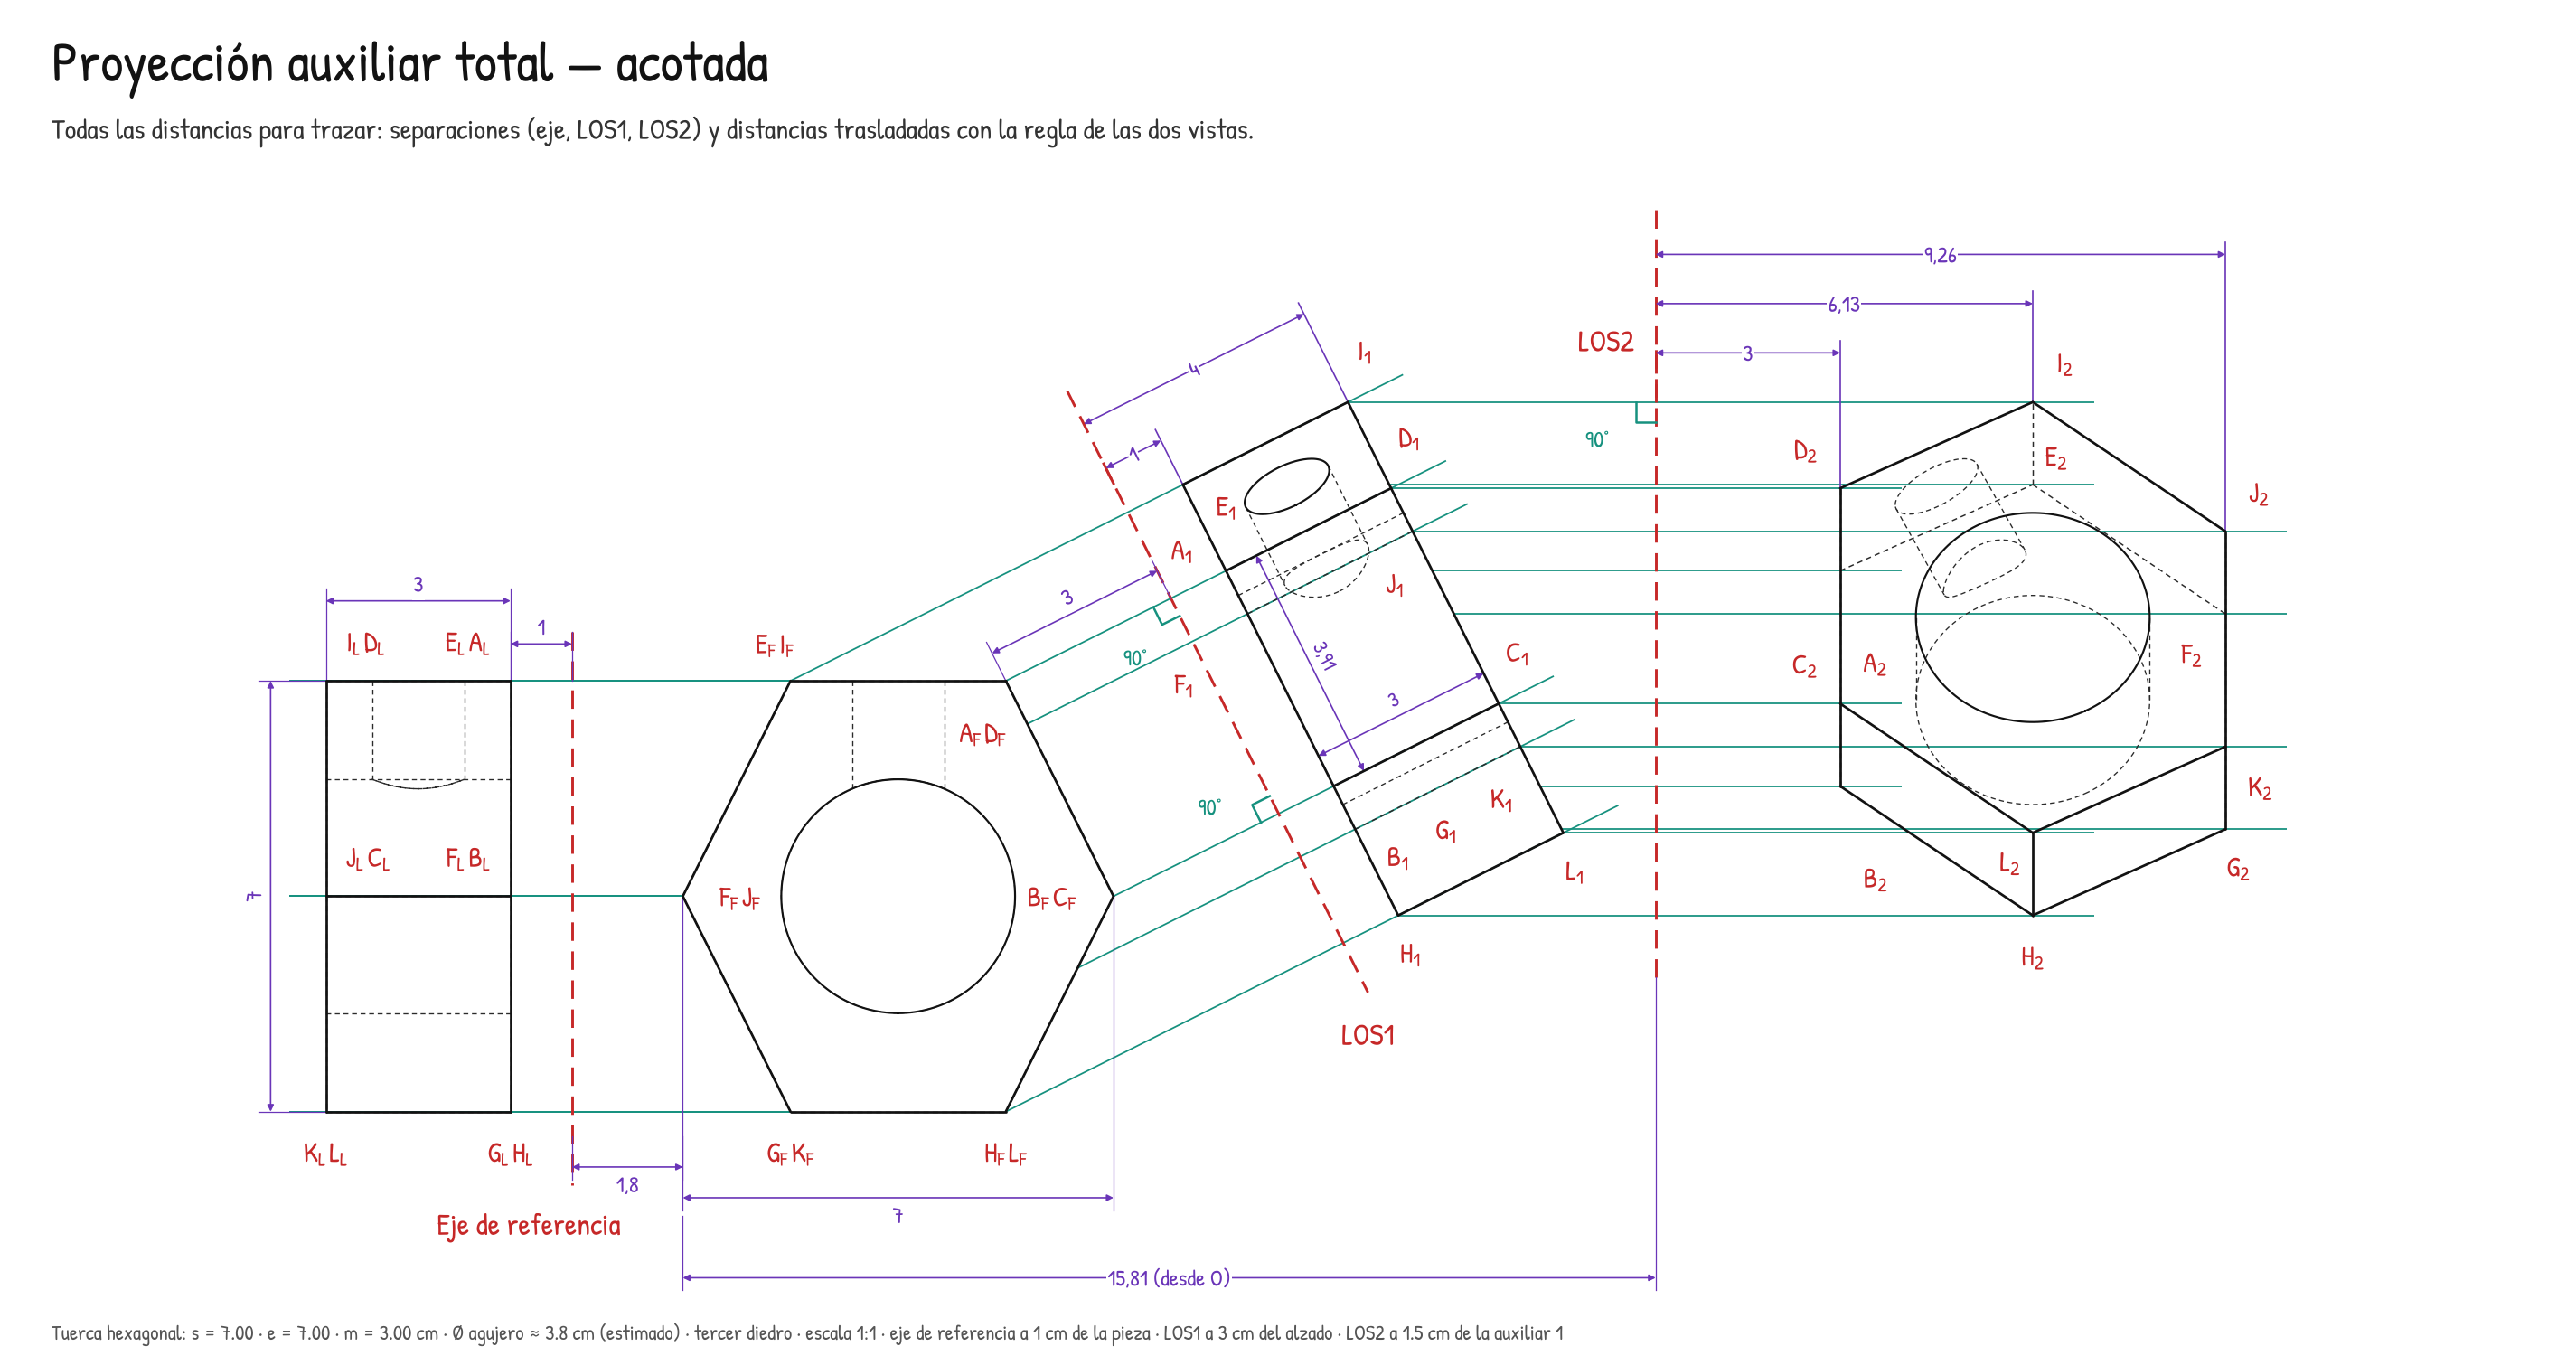 Proyección auxiliar total — acotada
Todas las distancias para trazar: separaciones (eje, LOS1, LOS2) y distancias trasladadas con la regla de las dos vistas.
9,26
6,13
LOS2
3
4
I1
I2
1
D1
90°
D2
E2
J2
E1
A1
3
J1
3
1
IL DL
EL AL
EF IF
90°
F1
3,91
C1
C2
A2
F2
3
AF DF
90°
K1
K2
JL CL
FL BL
G1
B1
L1
L2
G2
B2
7
FF JF
BF CF
H1
H2
LOS1
KL LL
GL HL
GF KF
HF LF
1,8
7
Eje de referencia
15,81 (desde O)
Tuerca hexagonal: s = 7.00 · e = 7.00 · m = 3.00 cm · Ø agujero ≈ 3.8 cm (estimado) · tercer diedro · escala 1:1 · eje de referencia a 1 cm de la pieza · LOS1 a 3 cm del alzado · LOS2 a 1.5 cm de la auxiliar 1